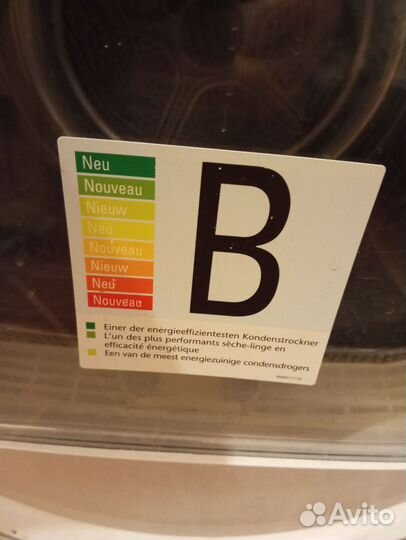 Neu
Nouveau
Nieuw
Neu
Nouveau
Nieuw
Neu
Nouveau
B
Einer der energieeffizientesten Kondenstrockner
L'un des plus performants sèche-linge en
efficacité énergétique
Een van de meest energiezuinige condensdrogers
Avito